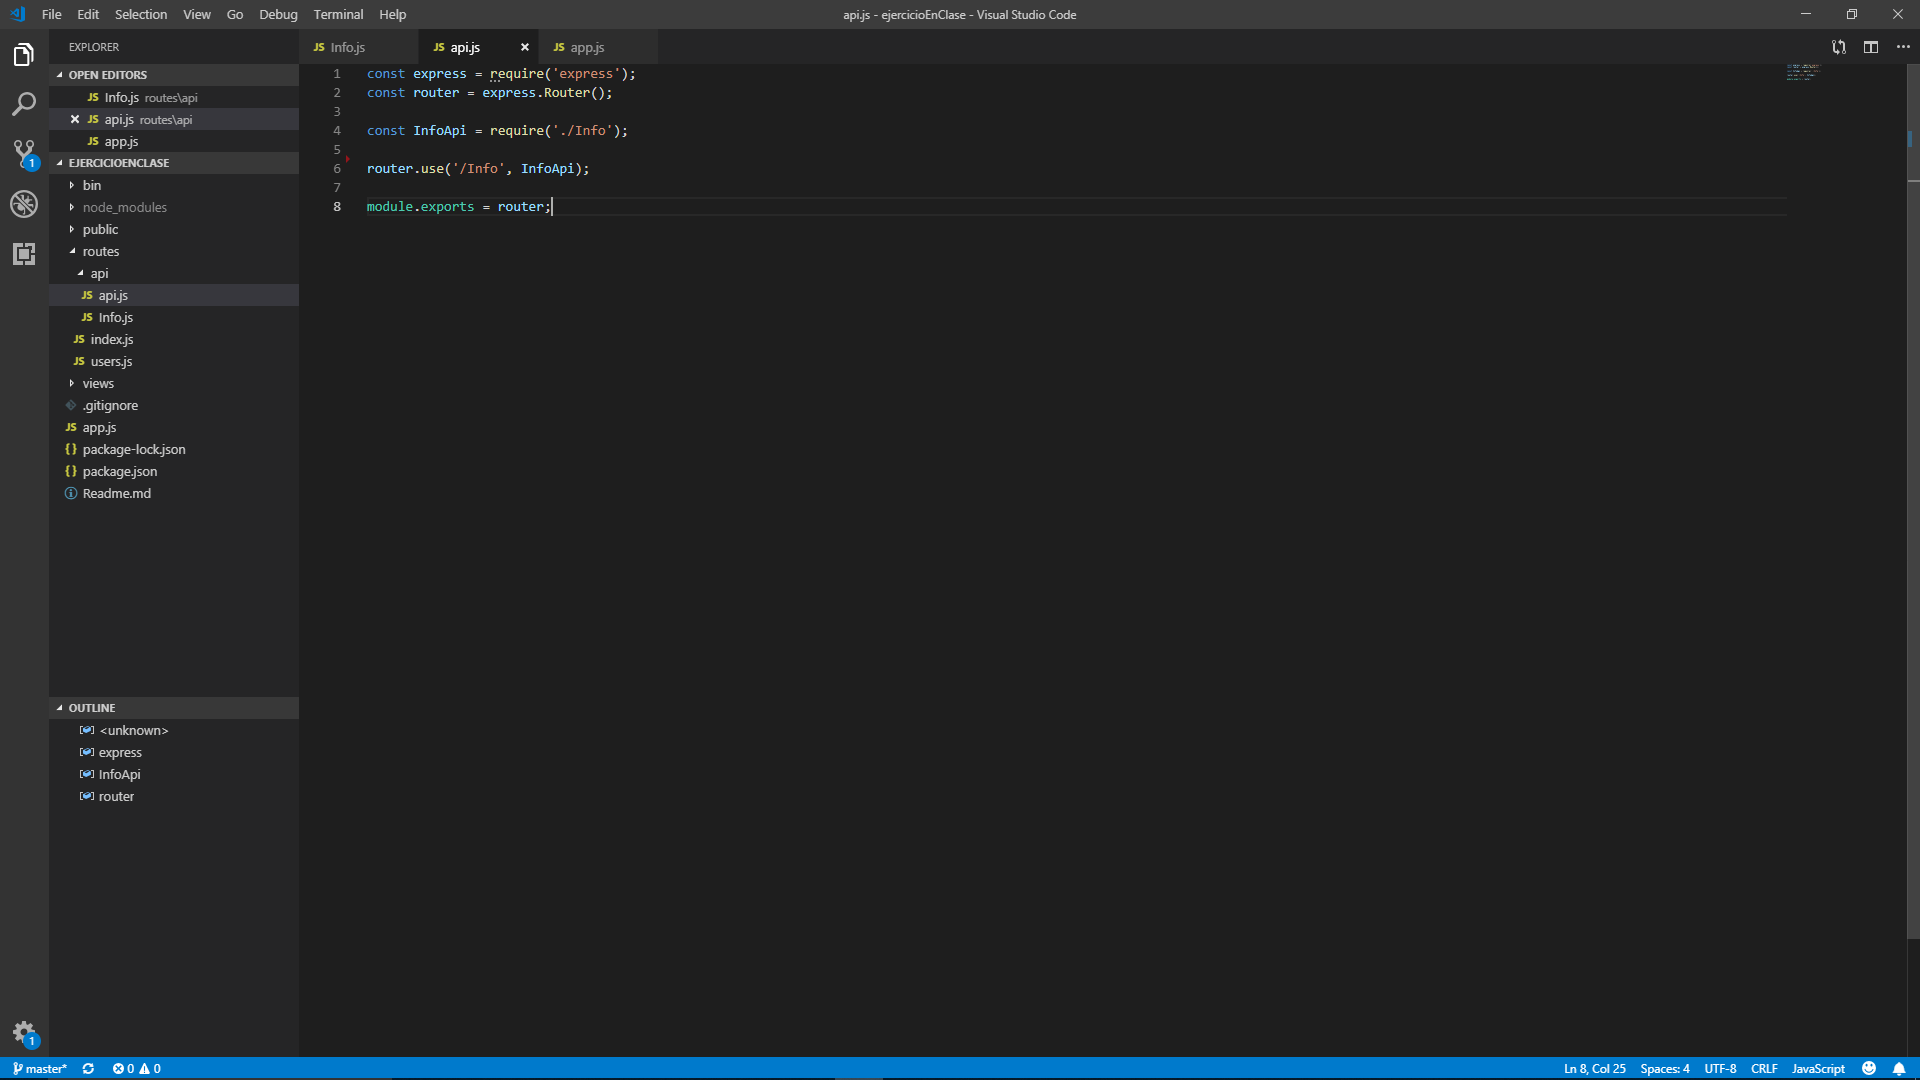 File Edit Selection View Go Debug Terminal Help
api.js - ejercicioEnClase - Visual Studio Code
EXPLORER
OPEN EDITORS
JS Info.js routes\api
JS api.js routes\api
JS app.js
EJERCICIOENCLASE
bin
node_modules
public
routes
api
JS api.js
JS Info.js
JS index.js
JS users.js
views
.gitignore
JS app.js
{} package-lock.json
{} package.json
Readme.md
OUTLINE
<unknown>
express
InfoApi
router
JS Info.js
JS api.js
JS app.js
1 const express = require('express');
2 const router = express.Router();
3
4 const InfoApi = require('./Info');
5
6 router.use('/Info', InfoApi);
7
8 module.exports = router;
1
1
master* 0 0
Ln 8, Col 25 Spaces: 4 UTF-8 CRLF JavaScript